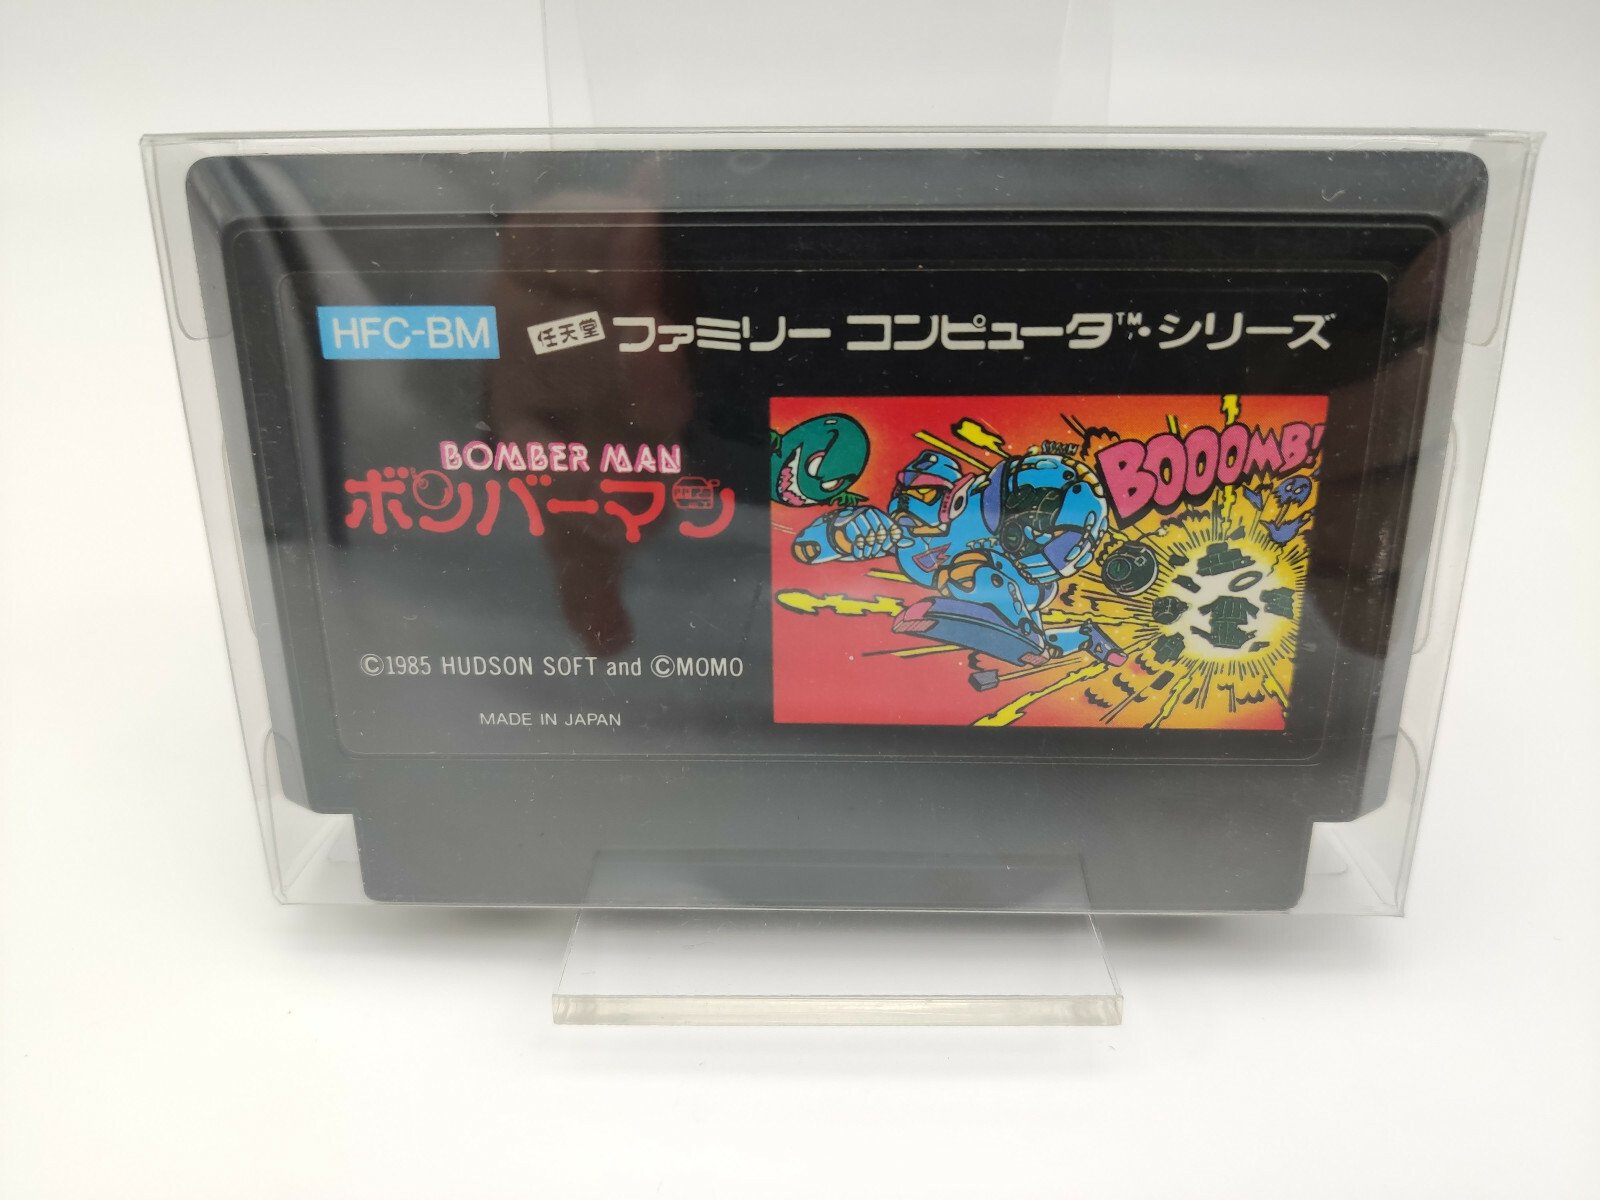 HFC-BM 任天堂 ファミリー コンピュータ™・シリーズ
BOMBER MAN
ボンバーマン
BOOOMB!
©1985 HUDSON SOFT and ©MOMO
MADE IN JAPAN